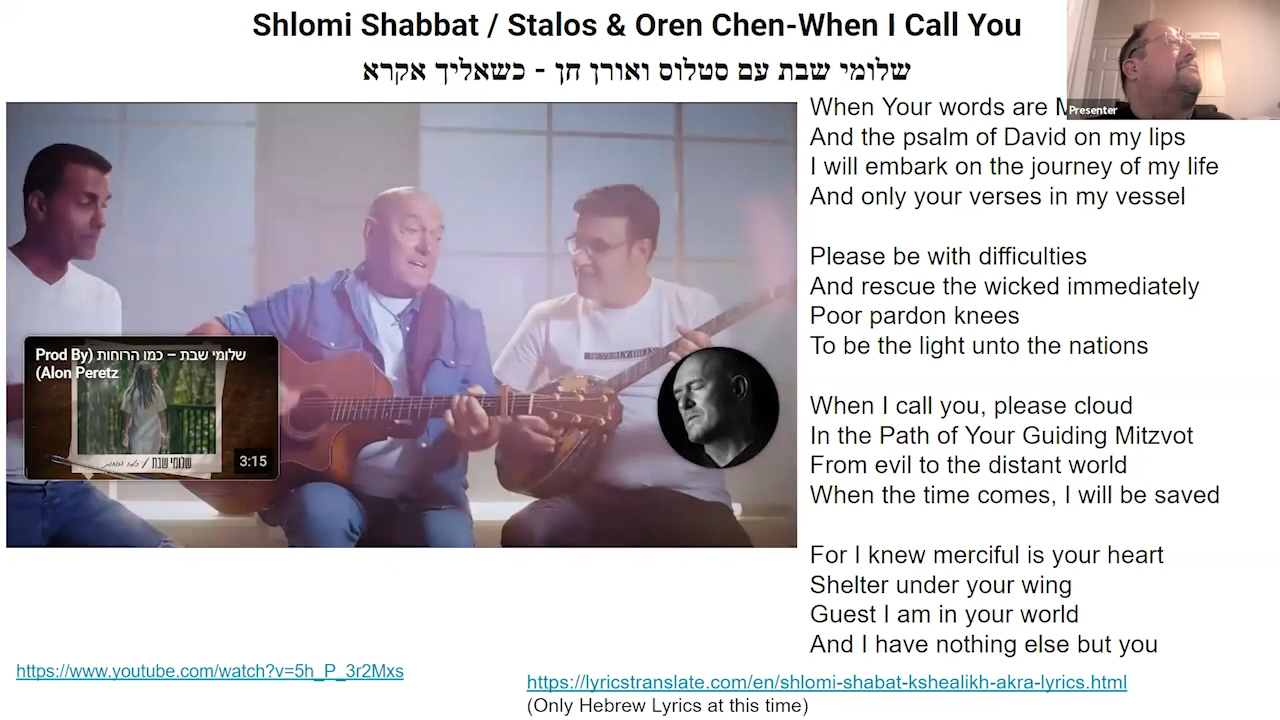 Shlomi Shabbat / Stalos & Oren Chen-When I Call You
שלומי שבת עם סטלוס ואורן חן - כשאליך אקרא
Presenter
When Your words are
And the psalm of David on my lips
I will embark on the journey of my life
And only your verses in my vessel
Please be with difficulties
And rescue the wicked immediately
Poor pardon knees
To be the light unto the nations
When I call you, please cloud
In the Path of Your Guiding Mitzvot
From evil to the distant world
When the time comes, I will be saved
For I knew merciful is your heart
Shelter under your wing
Guest I am in your world
And I have nothing else but you
שלומי שבת – כמו הרוחות (Prod By
Alon Peretz)
שלומי שבת / כמו הרוחות
3:15
https://www.youtube.com/watch?v=5h_P_3r2Mxs
https://lyricstranslate.com/en/shlomi-shabat-kshealikh-akra-lyrics.html
(Only Hebrew Lyrics at this time)